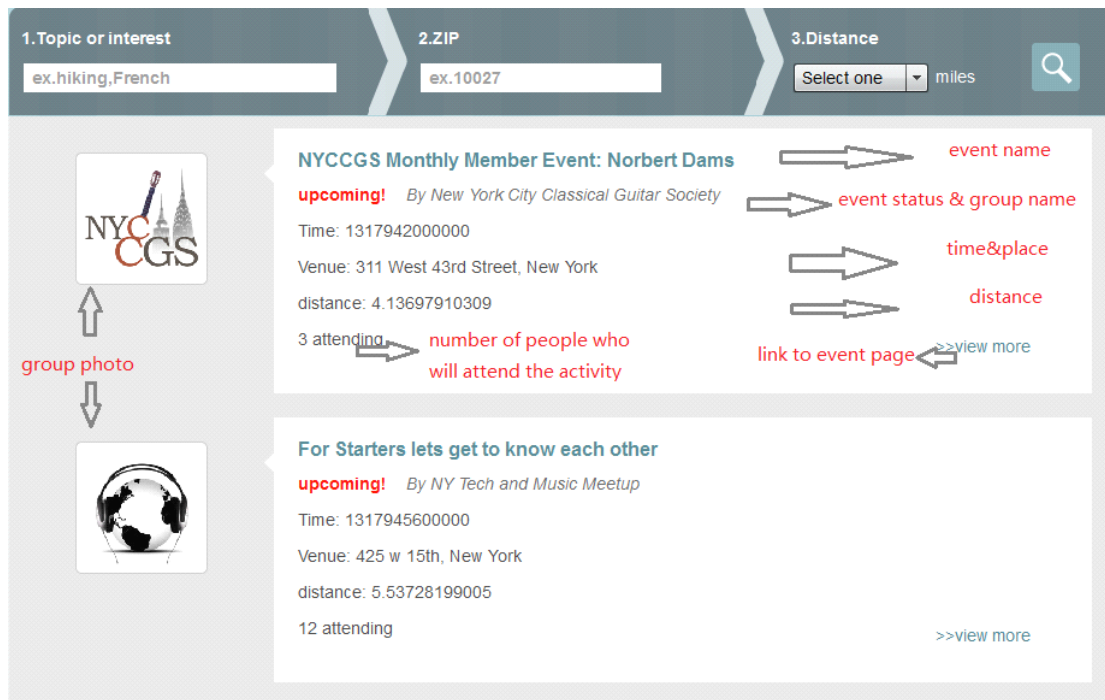 1.Topic or interest
2.ZIP
3.Distance
ex.hiking,French
ex.10027
Select one
miles
NYCCGS Monthly Member Event: Norbert Dams
event name
upcoming! By New York City Classical Guitar Society
event status & group name
NYC
CGS
Time: 1317942000000
time&place
Venue: 311 West 43rd Street, New York
distance: 4.13697910309
distance
3 attending
number of people who
will attend the activity
link to event page
>>view more
group photo
For Starters lets get to know each other
upcoming! By NY Tech and Music Meetup
Time: 1317945600000
Venue: 425 w 15th, New York
distance: 5.53728199005
12 attending
>>view more